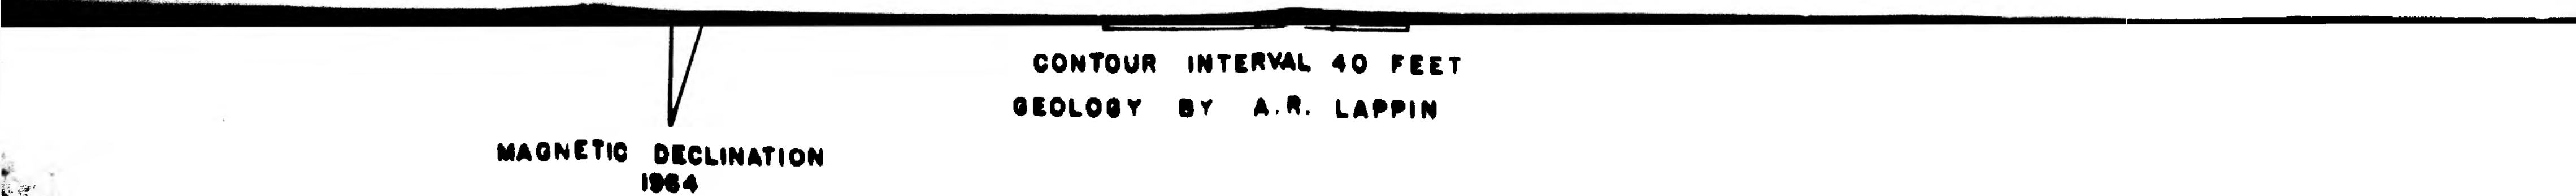 CONTOUR INTERVAL 40 FEET
GEOLOGY BY A.R. LAPPIN
MAGNETIC DECLINATION
1964